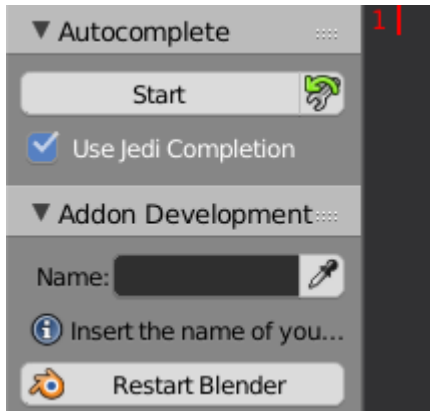 Autocomplete
1
Start
Use Jedi Completion
Addon Development
Name:
Insert the name of you...
Restart Blender